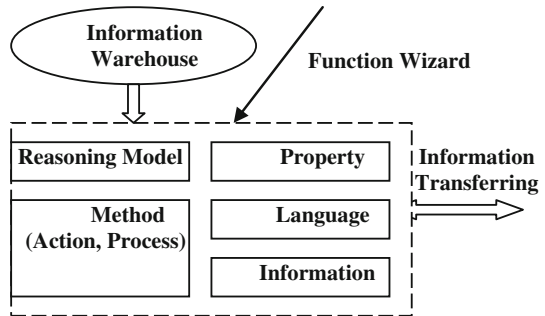 Information
Warehouse
Function Wizard
Reasoning Model
Property
Information
Transferring
Method
(Action, Process)
Language
Information